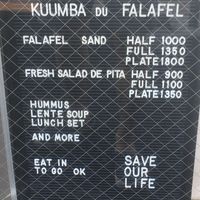 KUUMBA DU FALAFEL
FALAFEL SAND HALF 1000
FULL 1350
PLATE 1800
FRESH SALAD DE PITA HALF 900
FULL 1100
PLATE 1350
HUMMUS
LENTE SOUP
LUNCH SET
AND MORE
EAT IN
TO GO OK
SAVE
OUR
LIFE